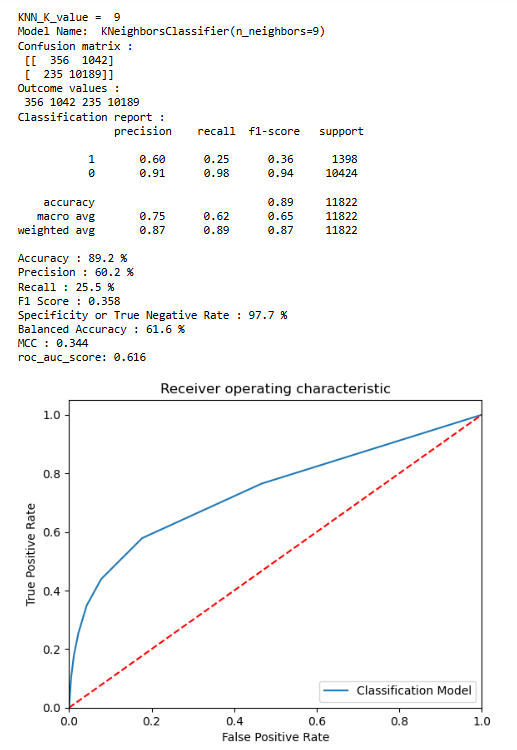 KNN_K_value =  9
Model Name:  KNeighborsClassifier(n_neighbors=9)
Confusion matrix :
[[  356  1042]
[  235 10189]]
Outcome values :
356 1042 235 10189
Classification report :
precision    recall  f1-score   support
1       0.60      0.25      0.36      1398
0       0.91      0.98      0.94     10424
accuracy                           0.89     11822
macro avg       0.75      0.62      0.65     11822
weighted avg       0.87      0.89      0.87     11822
Accuracy : 89.2 %
Precision : 60.2 %
Recall : 25.5 %
F1 Score : 0.358
Specificity or True Negative Rate : 97.7 %
Balanced Accuracy : 61.6 %
MCC : 0.344
roc_auc_score: 0.616
Receiver operating characteristic
1.0
0.8
0.6
0.4
0.2
0.0
True Positive Rate
Classification Model
0.0 0.2 0.4 0.6 0.8 1.0
False Positive Rate